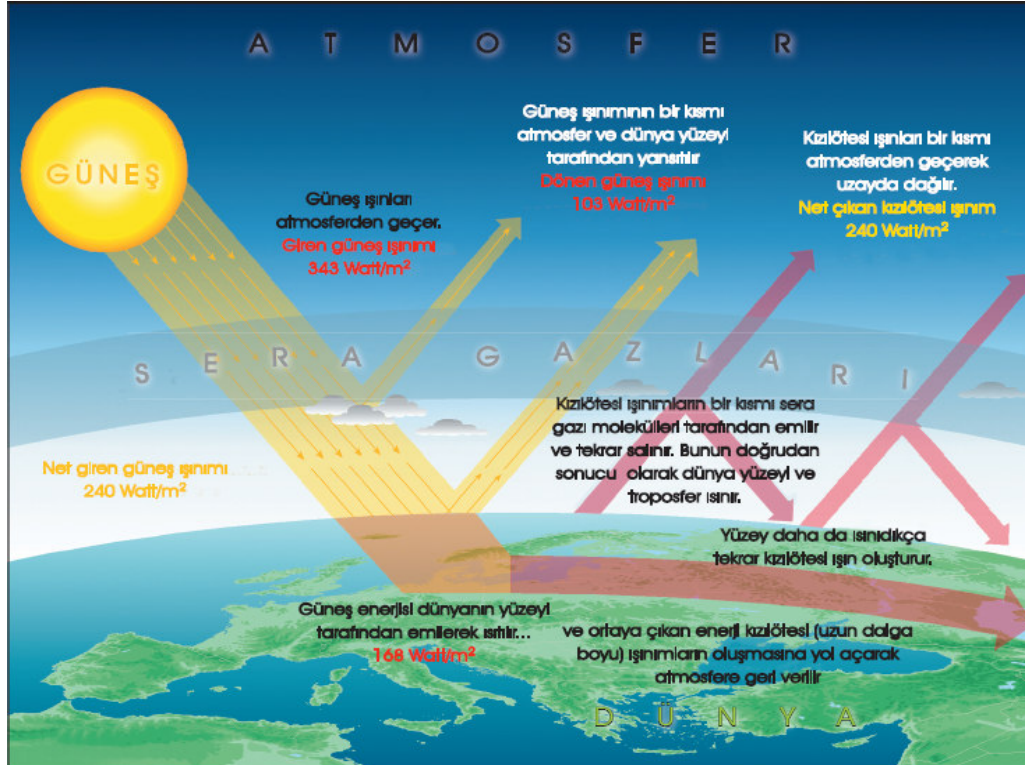 ATMOSFER
GÜNEŞ
Güneş ışınları
atmosferden geçer.
Giren güneş ışınımı
343 Watt/m²
Güneş ışınımının bir kısmı
atmosfer ve dünya yüzeyi
tarafından yansıtılır
Dönen güneş ışınımı
103 Watt/m²
Kızılötesi ışınları bir kısmı
atmosferden geçerek
uzayda dağılır.
Net çıkan kızılötesi ışınım
240 Watt/m²
SERA GAZLARI
Net giren güneş ışınımı
240 Watt/m²
Kızılötesi ışınımların bir kısmı sera
gazı molekülleri tarafından emilir
ve tekrar salınır. Bunun doğrudan
sonucu olarak dünya yüzeyi ve
troposfer ısınır.
Yüzey daha da ısınıdıkça
tekrar kızılötesi ışın oluşturur.
Güneş enerjisi dünyanın yüzeyi
tarafından emilerek ısıtılır...
168 Watt/m²
ve ortaya çıkan enerji kızılötesi (uzun dalga
boyu) ışınımların oluşmasına yol açarak
atmosfere geri verilir
DÜNYA